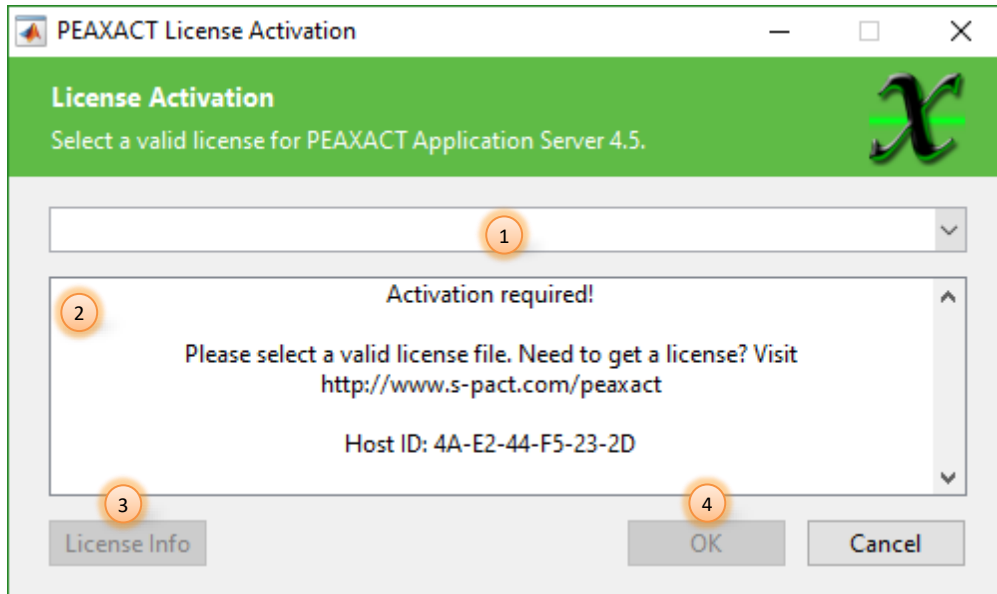 PEAXACT License Activation
License Activation
Select a valid license for PEAXACT Application Server 4.5.
1
2
Activation required!
Please select a valid license file. Need to get a license? Visit
http://www.s-pact.com/peaxact
Host ID: 4A-E2-44-F5-23-2D
3
4
License Info
OK
Cancel